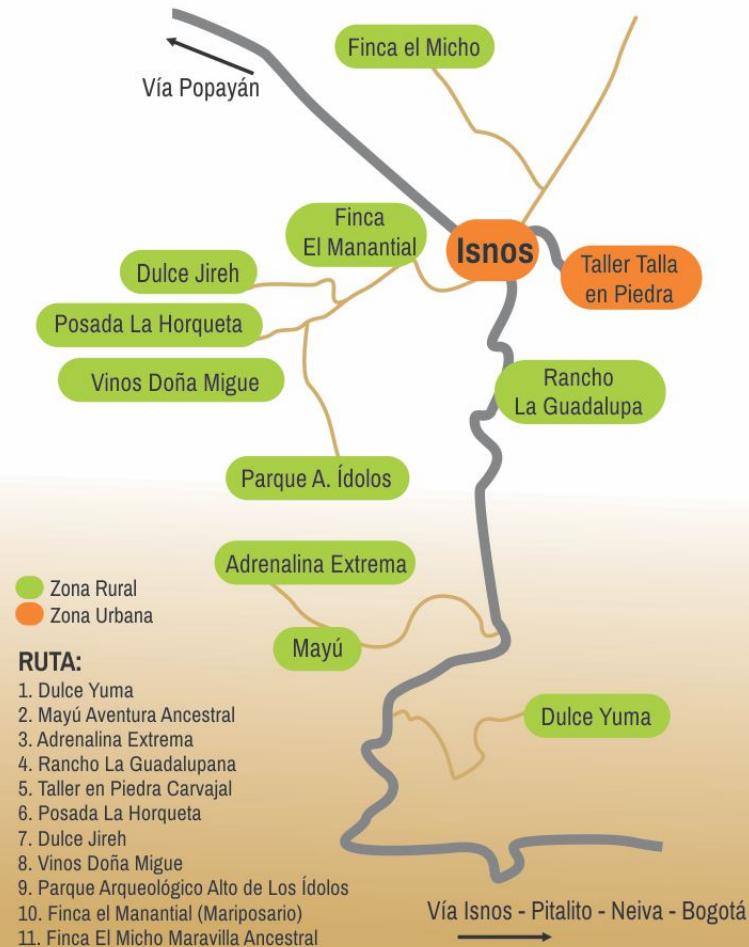 Finca el Micho
Vía Popayán
Finca
El Manantial
Isnos
Taller Talla
en Piedra
Dulce Jireh
Posada La Horqueta
Vinos Doña Migue
Rancho
La Guadalupa
Parque A. Ídolos
Adrenalina Extrema
Mayú
Dulce Yuma
Zona Rural
Zona Urbana
RUTA:
1. Dulce Yuma
2. Mayú Aventura Ancestral
3. Adrenalina Extrema
4. Rancho La Guadalupana
5. Taller en Piedra Carvajal
6. Posada La Horqueta
7. Dulce Jireh
8. Vinos Doña Migue
9. Parque Arqueológico Alto de Los Ídolos
10. Finca el Manantial (Mariposario)
11. Finca El Micho Maravilla Ancestral
Vía Isnos - Pitalito - Neiva - Bogotá